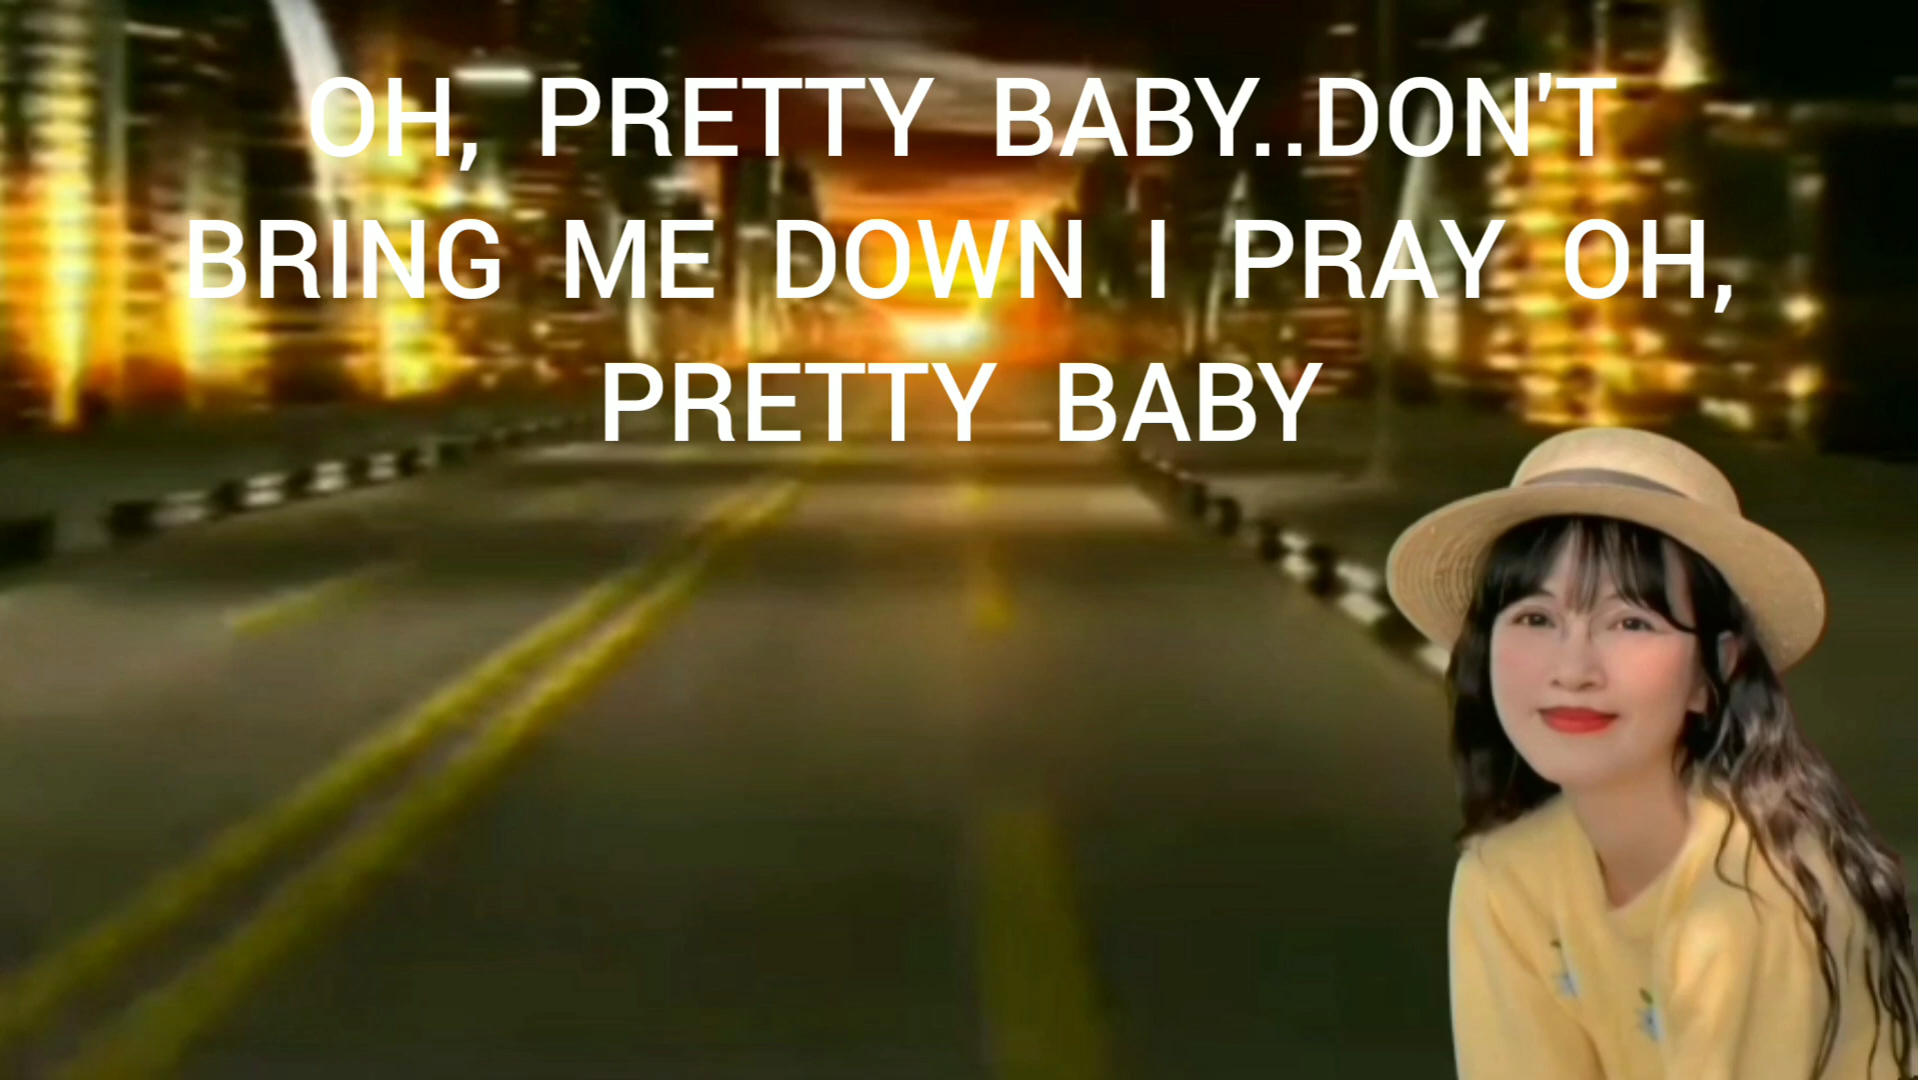 OH, PRETTY BABY..DON'T
BRING ME DOWN I PRAY OH,
PRETTY BABY